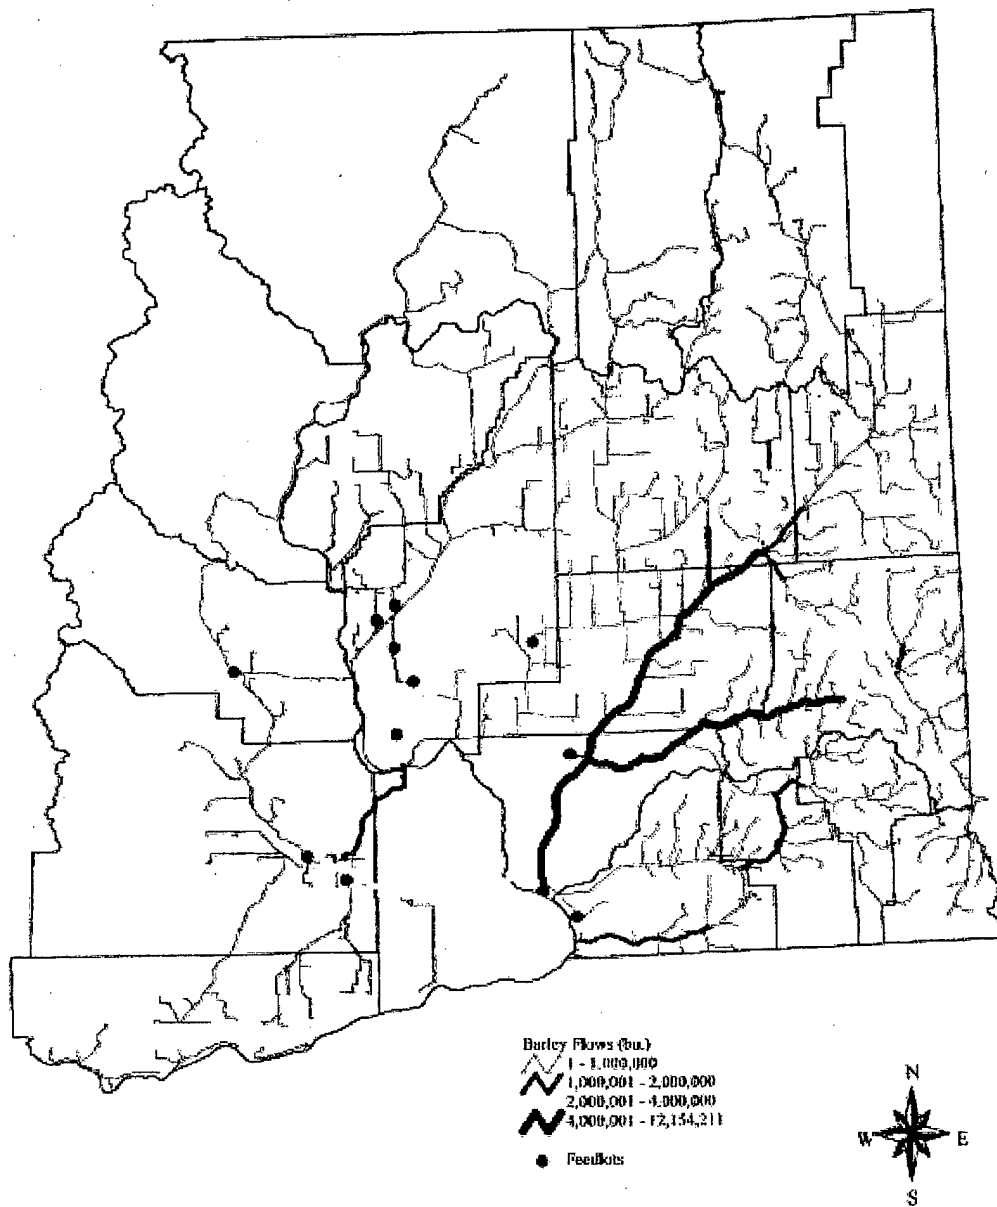 Barley Flows (bu.)
1 - 1,000,000
1,000,001 - 2,000,000
2,000,001 - 4,000,000
4,000,001 - 12,154,211
Feedlots
N
W E
S